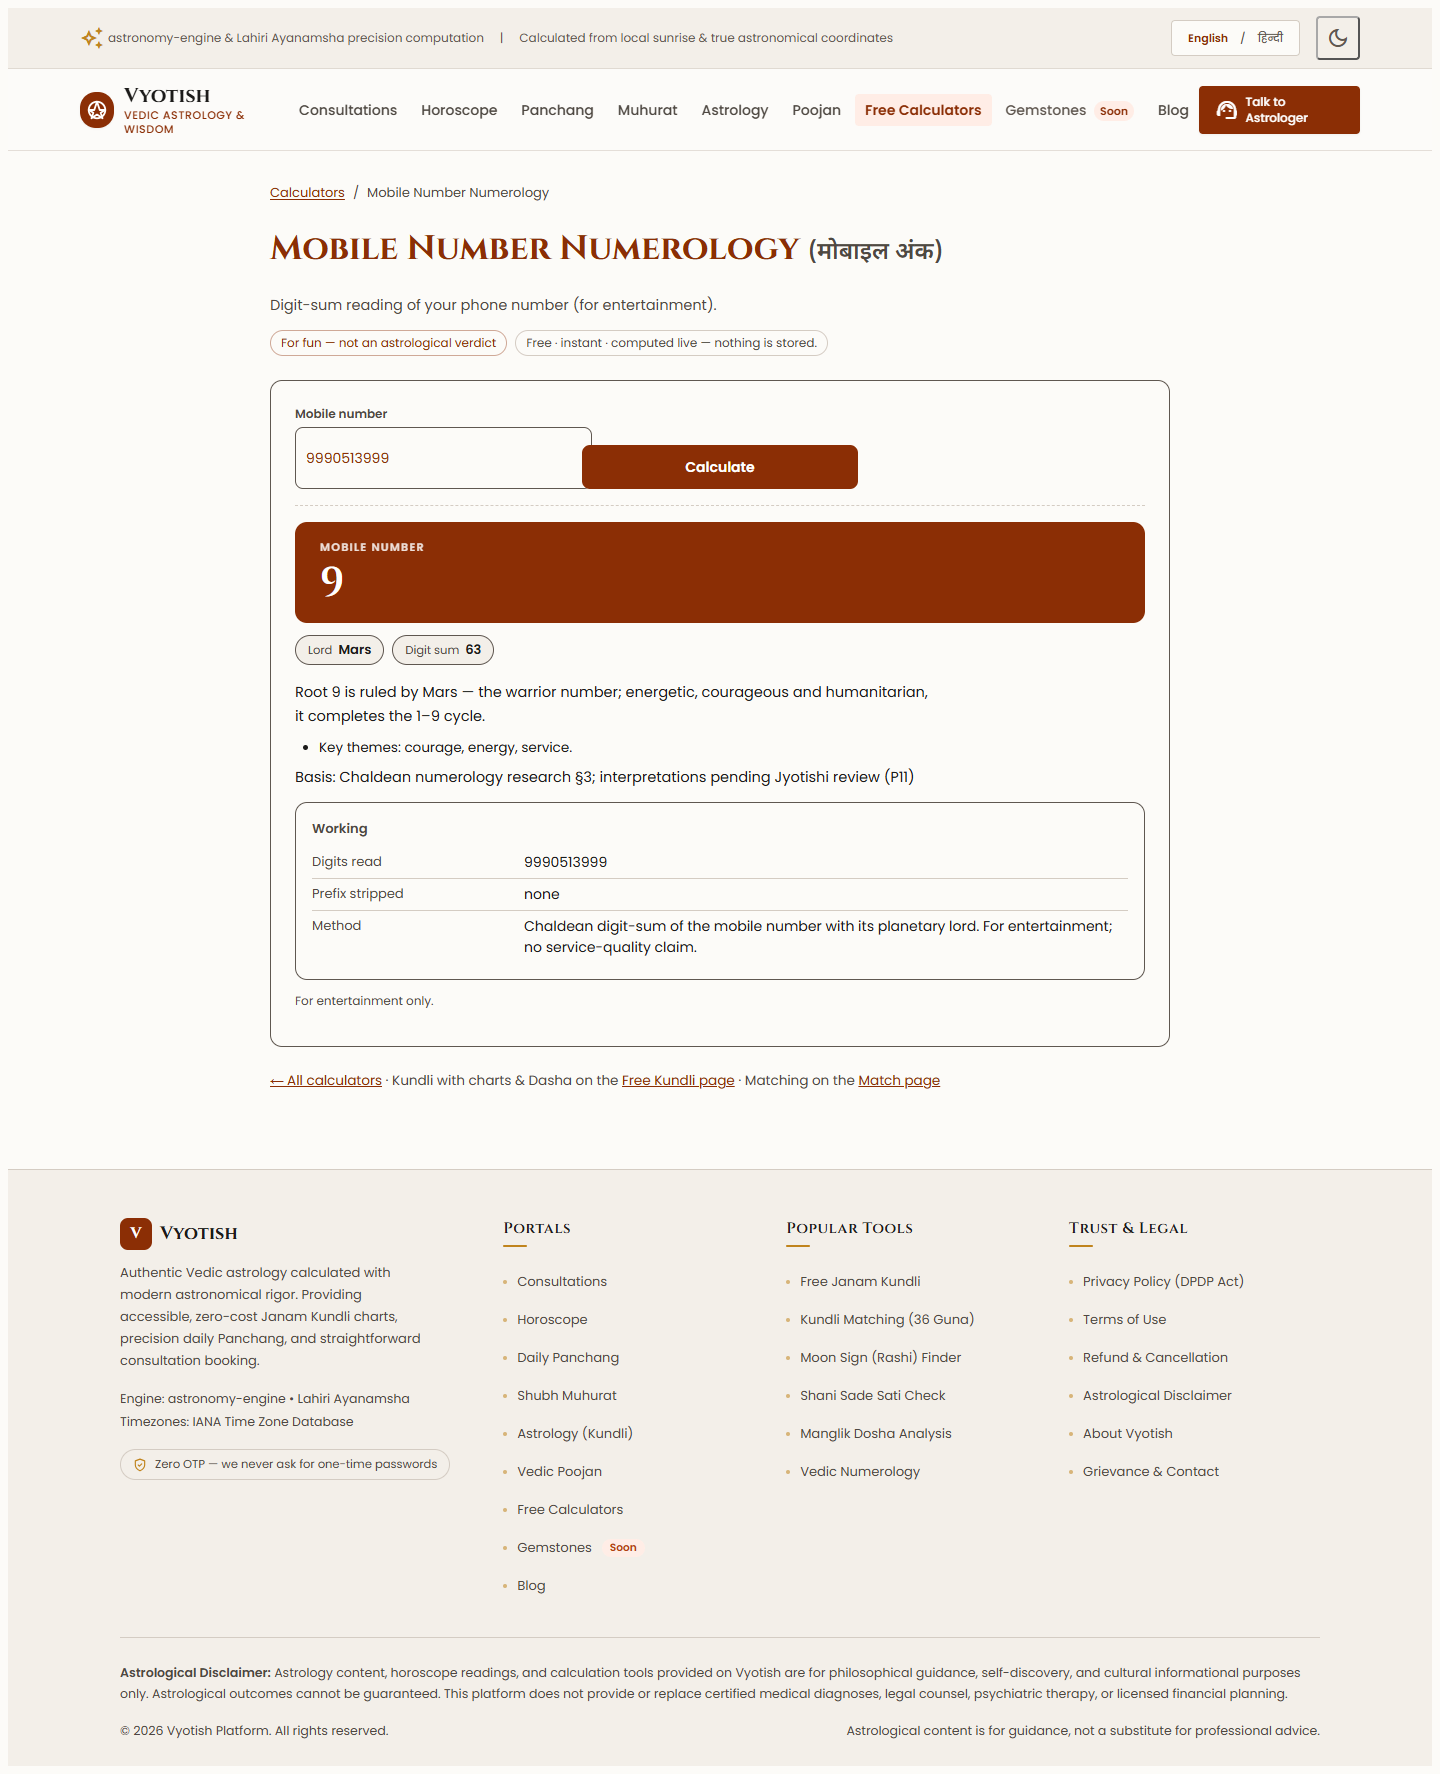 astronomy-engine & Lahiri Ayanamsha precision computation | Calculated from local sunrise & true astronomical coordinates
English / हिन्दी
VYOTISH
VEDIC ASTROLOGY &
WISDOM
Consultations Horoscope Panchang Muhurat Astrology Poojan Free Calculators Gemstones Soon Blog
Talk to
Astrologer
Calculators / Mobile Number Numerology
Mobile Number Numerology (मोबाइल अंक)
Digit-sum reading of your phone number (for entertainment).
For fun — not an astrological verdict
Free · instant · computed live — nothing is stored.
Mobile number
9990513999
Calculate
MOBILE NUMBER
9
Lord Mars
Digit sum 63
Root 9 is ruled by Mars — the warrior number; energetic, courageous and humanitarian,
it completes the 1–9 cycle.
• Key themes: courage, energy, service.
Basis: Chaldean numerology research §3; interpretations pending Jyotishi review (P11)
Working
Digits read 9990513999
Prefix stripped none
Method Chaldean digit-sum of the mobile number with its planetary lord. For entertainment;
no service-quality claim.
For entertainment only.
← All calculators · Kundli with charts & Dasha on the Free Kundli page · Matching on the Match page
V VYOTISH
Authentic Vedic astrology calculated with
modern astronomical rigor. Providing
accessible, zero-cost Janam Kundli charts,
precision daily Panchang, and straightforward
consultation booking.
Engine: astronomy-engine • Lahiri Ayanamsha
Timezones: IANA Time Zone Database
Zero OTP — we never ask for one-time passwords
Portals
Consultations
Horoscope
Daily Panchang
Shubh Muhurat
Astrology (Kundli)
Vedic Poojan
Free Calculators
Gemstones Soon
Blog
Popular Tools
Free Janam Kundli
Kundli Matching (36 Guna)
Moon Sign (Rashi) Finder
Shani Sade Sati Check
Manglik Dosha Analysis
Vedic Numerology
Trust & Legal
Privacy Policy (DPDP Act)
Terms of Use
Refund & Cancellation
Astrological Disclaimer
About Vyotish
Grievance & Contact
Astrological Disclaimer: Astrology content, horoscope readings, and calculation tools provided on Vyotish are for philosophical guidance, self-discovery, and cultural informational purposes
only. Astrological outcomes cannot be guaranteed. This platform does not provide or replace certified medical diagnoses, legal counsel, psychiatric therapy, or licensed financial planning.
© 2026 Vyotish Platform. All rights reserved.
Astrological content is for guidance, not a substitute for professional advice.